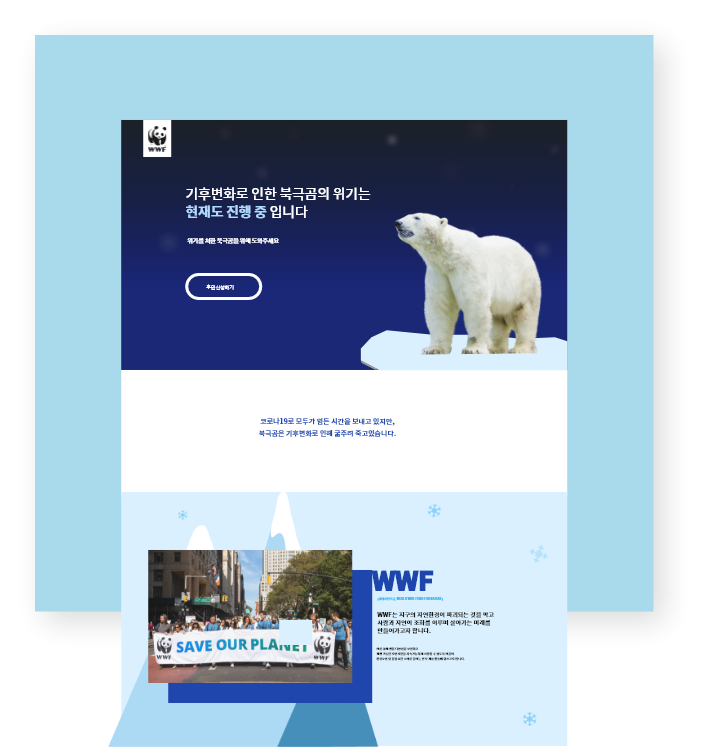 WWF
기후변화로 인한 북극곰의 위기는
현재도 진행 중 입니다
위기를 처한 북극곰을 위해 도와주세요
후원신청하기
코로나19로 모두가 힘든 시간을 보내고 있지만,
북극곰은 기후변화로 인해 굶주려 죽고있습니다.
WWF
WWF는 지구의 자연환경이 파괴되는 것을 막고
사람과 자연이 조화를 이루며 살아가는 미래를
만들어가고자 합니다.
WWF SAVE OUR PLANET WWF